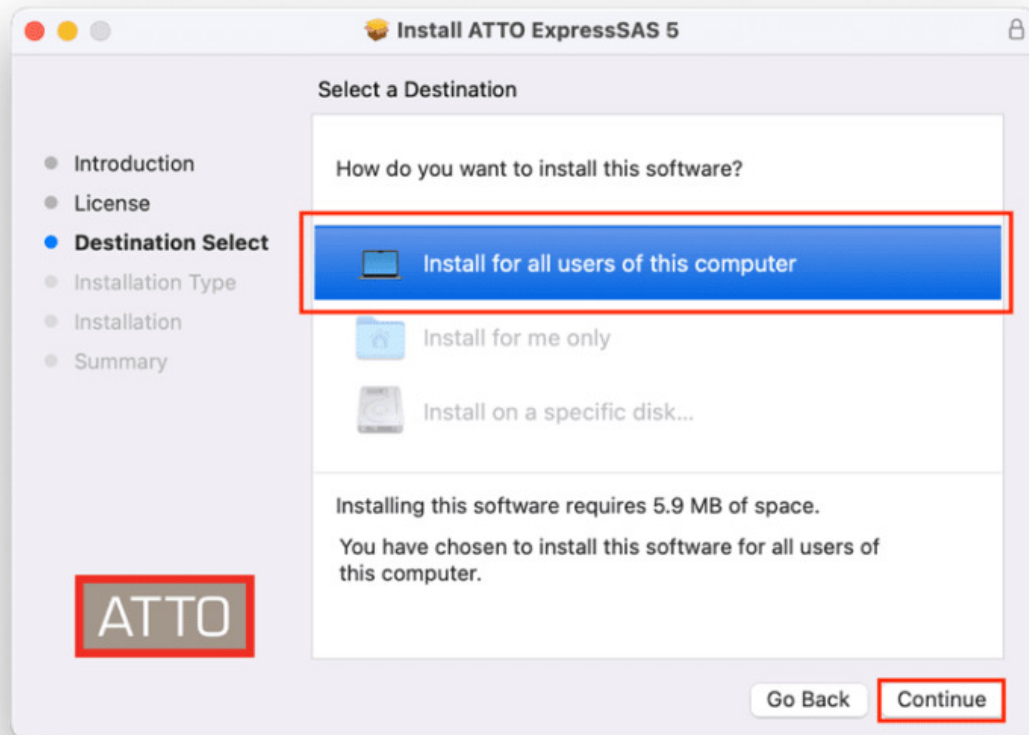 Install ATTO ExpressSAS 5
Select a Destination
Introduction
License
Destination Select
Installation Type
Installation
Summary
How do you want to install this software?
Install for all users of this computer
Install for me only
Install on a specific disk...
Installing this software requires 5.9 MB of space.
You have chosen to install this software for all users of
this computer.
ATTO
Go Back
Continue